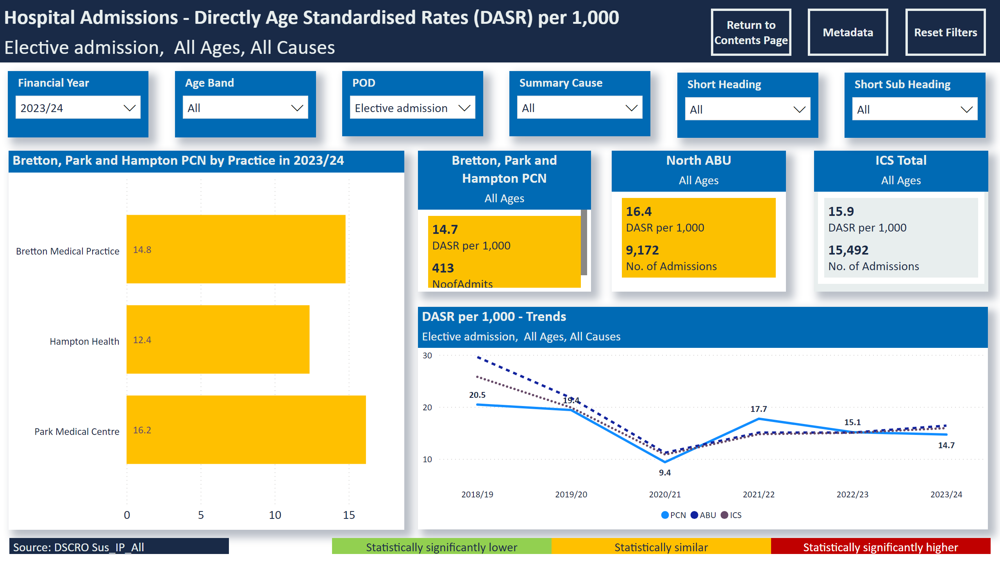 Hospital Admissions - Directly Age Standardised Rates (DASR) per 1,000
Elective admission,  All Ages, All Causes
Return to
Contents Page
Metadata
Reset Filters
Financial Year
2023/24
Age Band
All
POD
Elective admission
Summary Cause
All
Short Heading
All
Short Sub Heading
All
Bretton, Park and Hampton PCN by Practice in 2023/24
Bretton Medical Practice
14.8
Hampton Health
12.4
Park Medical Centre
16.2
0
5
10
15
Bretton, Park and
Hampton PCN
All Ages
14.7
DASR per 1,000
413
NoofAdmits
North ABU
All Ages
16.4
DASR per 1,000
9,172
No. of Admissions
ICS Total
All Ages
15.9
DASR per 1,000
15,492
No. of Admissions
DASR per 1,000 - Trends
Elective admission,  All Ages, All Causes
30
20
10
20.5
19.4
9.4
17.7
15.1
14.7
2018/19
2019/20
2020/21
2021/22
2022/23
2023/24
PCN
ABU
ICS
Source: DSCRO Sus_IP_All
Statistically significantly lower
Statistically similar
Statistically significantly higher